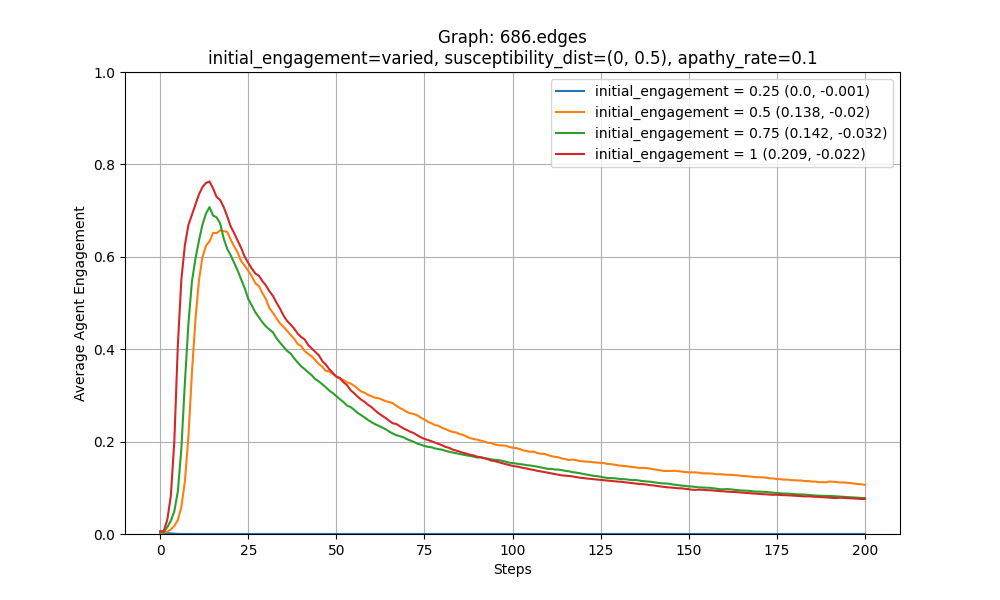 Graph: 686.edges
initial_engagement=varied, susceptibility_dist=(0, 0.5), apathy_rate=0.1
initial_engagement = 0.25 (0.0, -0.001)
initial_engagement = 0.5 (0.138, -0.02)
initial_engagement = 0.75 (0.142, -0.032)
initial_engagement = 1 (0.209, -0.022)
Average Agent Engagement
1.0
0.8
0.6
0.4
0.2
0.0
0 25 50 75 100 125 150 175 200
Steps